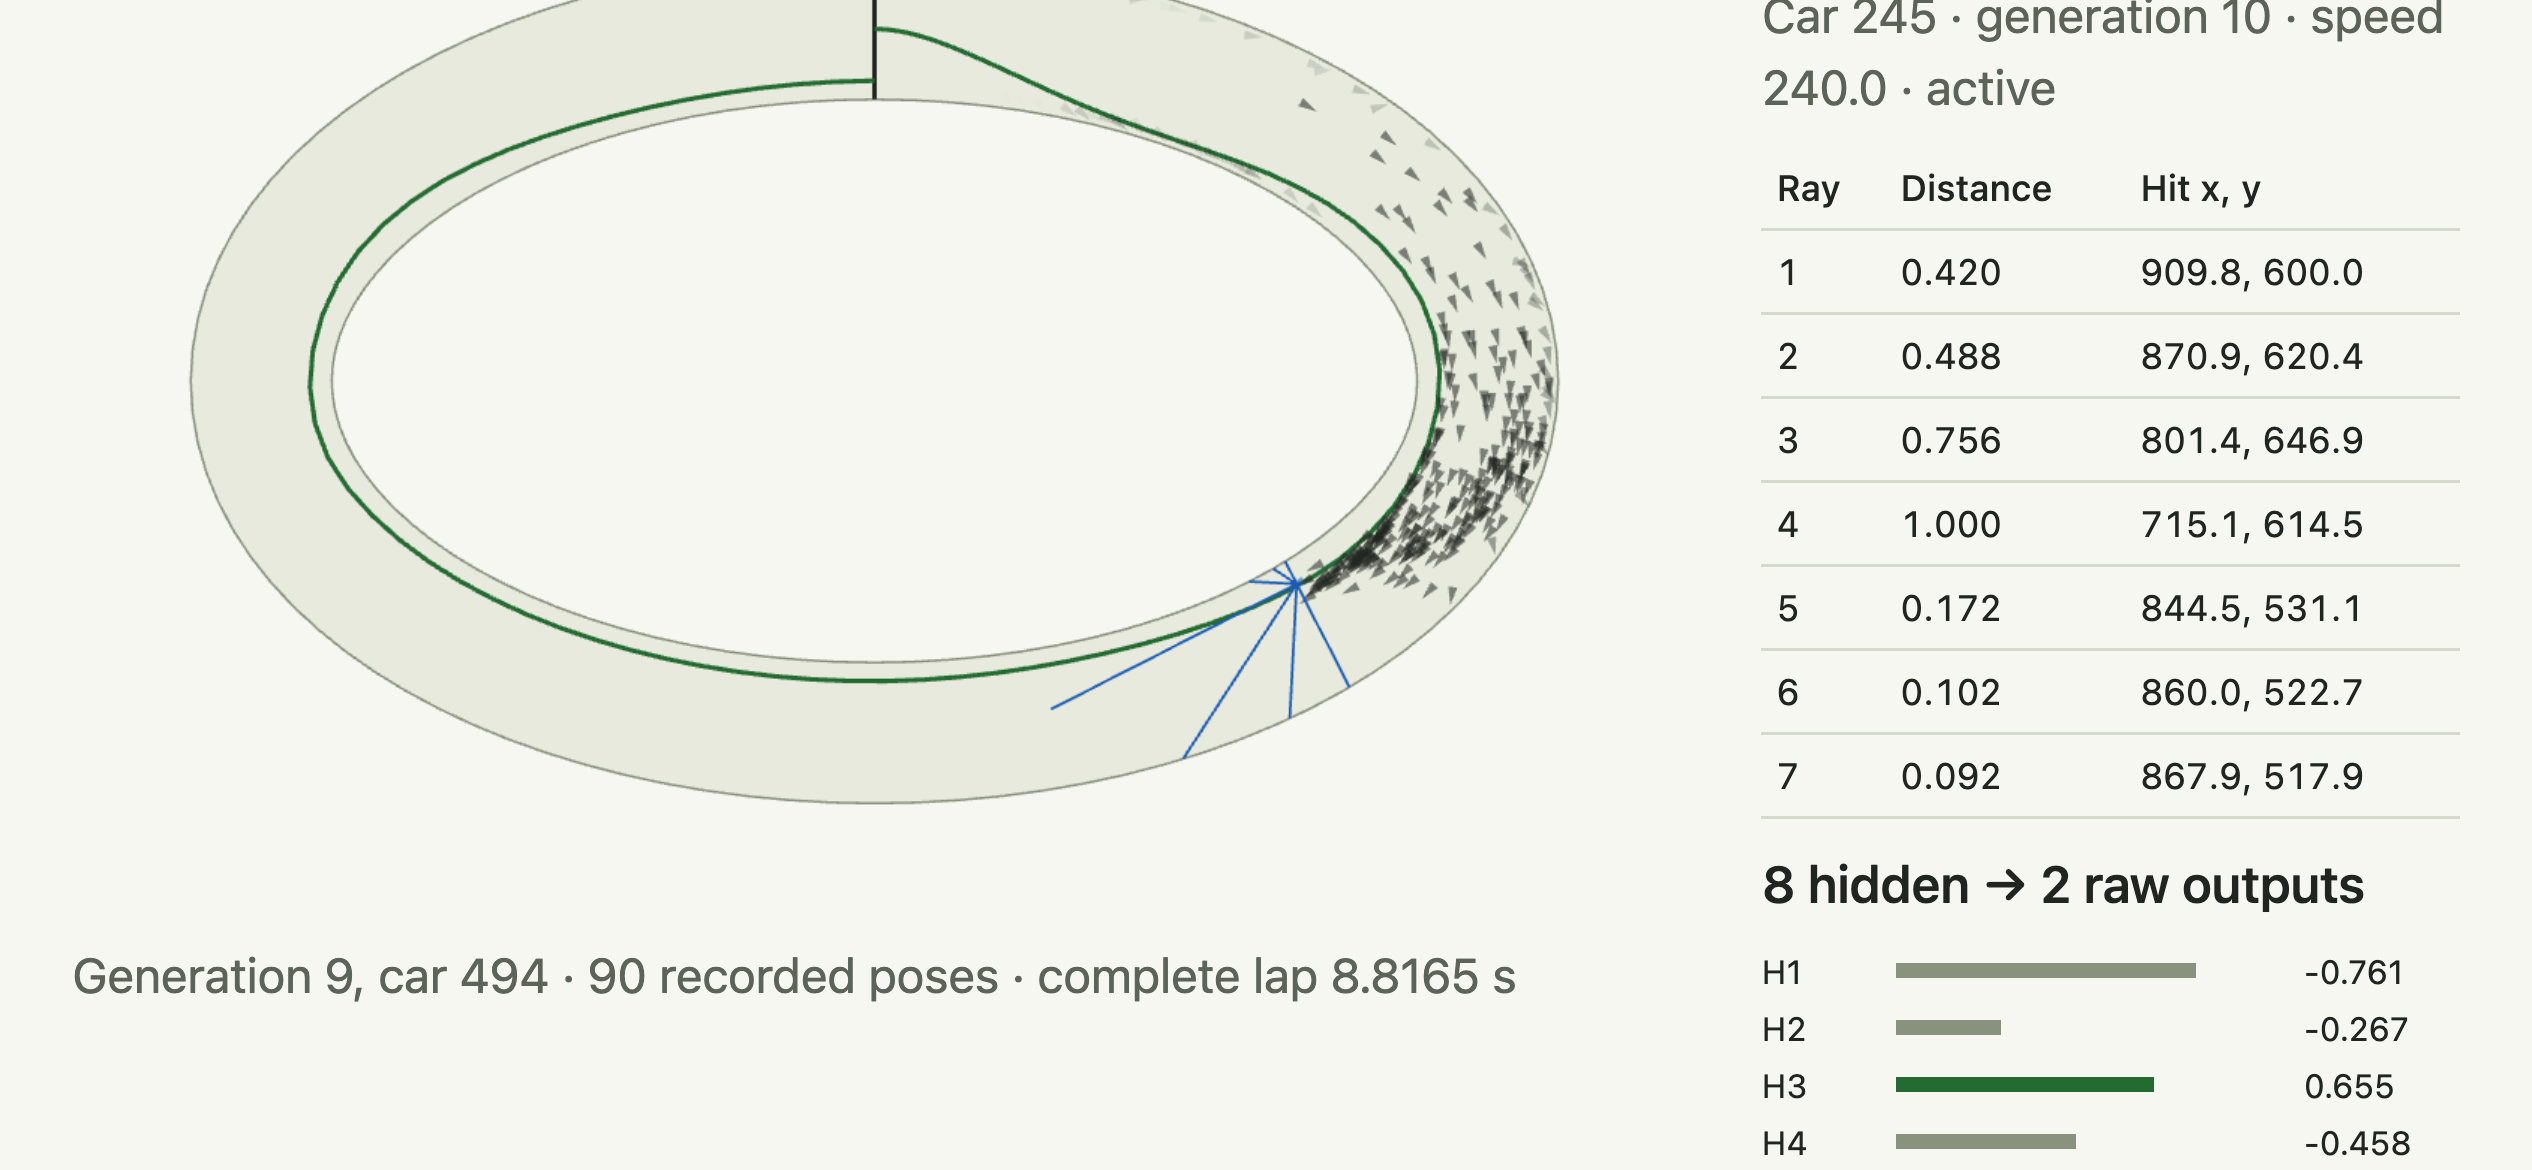 Car 245 · generation 10 · speed
240.0 · active
Ray Distance Hit x, y
1 0.420 909.8, 600.0
2 0.488 870.9, 620.4
3 0.756 801.4, 646.9
4 1.000 715.1, 614.5
5 0.172 844.5, 531.1
6 0.102 860.0, 522.7
7 0.092 867.9, 517.9
8 hidden → 2 raw outputs
H1 -0.761
H2 -0.267
H3 0.655
H4 -0.458
Generation 9, car 494 · 90 recorded poses · complete lap 8.8165 s